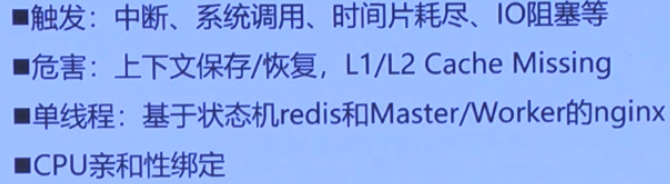 ■触发：中断、系统调用、时间片耗尽、IO阻塞等
■危害：上下文保存/恢复，L1/L2 Cache Missing
■单线程：基于状态机redis和Master/Worker的nginx
■CPU亲和性绑定